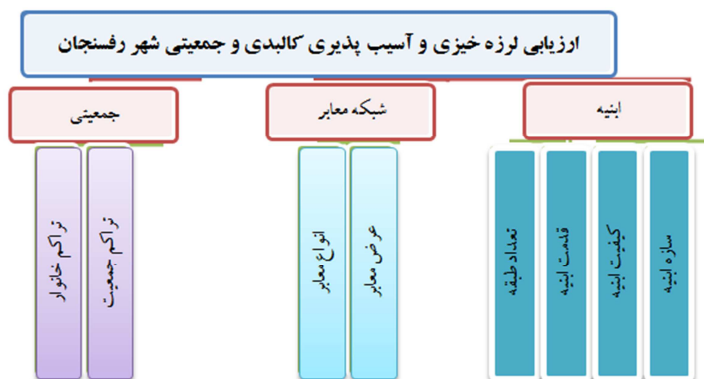 ارزیابی لرزه خیزی و آسیب پذیری کالبدی و جمعیتی شهر رفسنجان
ابنیه
شبکه معابر
جمعیتی
سازه ابنیه
کیفیت ابنیه
قدمت ابنیه
تعداد طبقه
عرض معابر
انواع معابر
تراکم جمعیت
تراکم خانوار